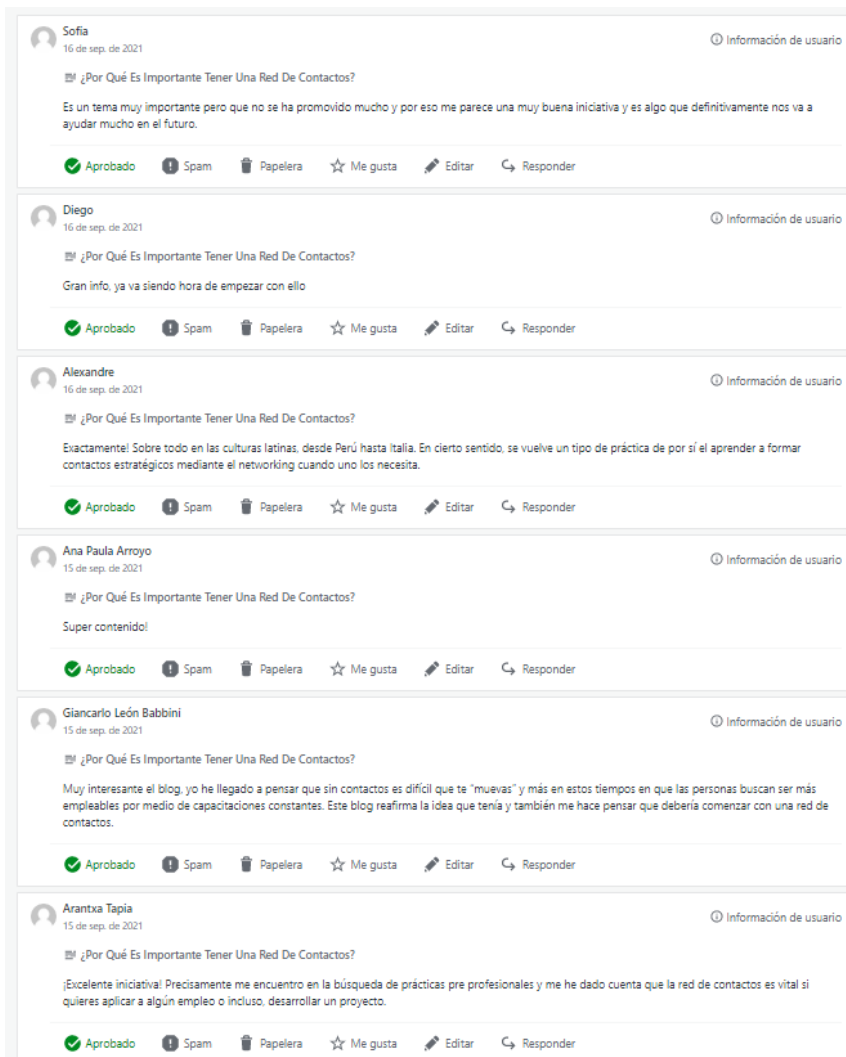 Sofia
16 de sep. de 2021
Información de usuario
¿Por Qué Es Importante Tener Una Red De Contactos?
Es un tema muy importante pero que no se ha promovido mucho y por eso me parece una muy buena iniciativa y es algo que definitivamente nos va a
ayudar mucho en el futuro.
Aprobado Spam Papelera Me gusta Editar Responder
Diego
16 de sep. de 2021
Información de usuario
¿Por Qué Es Importante Tener Una Red De Contactos?
Gran info, ya va siendo hora de empezar con ello
Aprobado Spam Papelera Me gusta Editar Responder
Alexandre
16 de sep. de 2021
Información de usuario
¿Por Qué Es Importante Tener Una Red De Contactos?
Exactamente! Sobre todo en las culturas latinas, desde Perú hasta Italia. En cierto sentido, se vuelve un tipo de práctica de por sí el aprender a formar
contactos estratégicos mediante el networking cuando uno los necesita.
Aprobado Spam Papelera Me gusta Editar Responder
Ana Paula Arroyo
15 de sep. de 2021
Información de usuario
¿Por Qué Es Importante Tener Una Red De Contactos?
Super contenido!
Aprobado Spam Papelera Me gusta Editar Responder
Giancarlo León Babbini
15 de sep. de 2021
Información de usuario
¿Por Qué Es Importante Tener Una Red De Contactos?
Muy interesante el blog, yo he llegado a pensar que sin contactos es difícil que te "muevas" y más en estos tiempos en que las personas buscan ser más
empleables por medio de capacitaciones constantes. Este blog reafirma la idea que tenía y también me hace pensar que debería comenzar con una red de
contactos.
Aprobado Spam Papelera Me gusta Editar Responder
Arantxa Tapia
15 de sep. de 2021
Información de usuario
¿Por Qué Es Importante Tener Una Red De Contactos?
¡Excelente iniciativa! Precisamente me encuentro en la búsqueda de prácticas pre profesionales y me he dado cuenta que la red de contactos es vital si
quieres aplicar a algún empleo o incluso, desarrollar un proyecto.
Aprobado Spam Papelera Me gusta Editar Responder